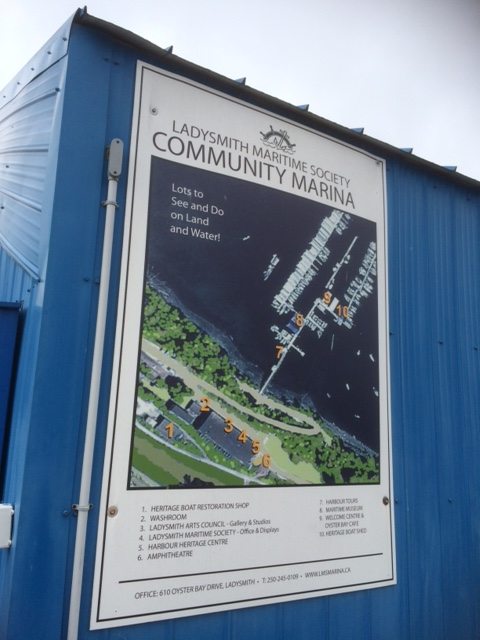 LADYSMITH MARITIME SOCIETY
COMMUNITY MARINA
Lots to
See and Do
on Land
and Water!
9
10
8
7
2
1
3
4
5
6
1. HERITAGE BOAT RESTORATION SHOP
2. WASHROOM
3. LADYSMITH ARTS COUNCIL - Gallery & Studios
4. LADYSMITH MARITIME SOCIETY - Office & Displays
5. HARBOUR HERITAGE CENTRE
6. AMPHITHEATRE
7. HARBOUR TOURS
8. MARITIME MUSEUM
9. WELCOME CENTRE &
OYSTER BAY CAFE
10. HERITAGE BOAT SHED
OFFICE: 610 OYSTER BAY DRIVE, LADYSMITH • T: 250-245-0109 • WWW.LMSMARINA.CA